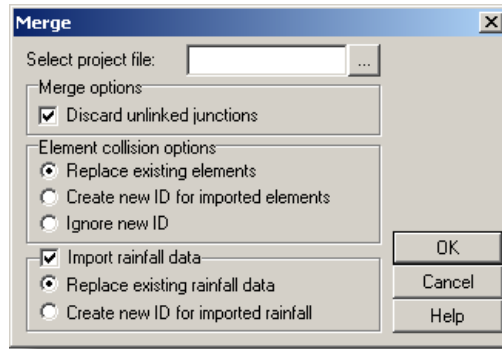 Merge
Select project file:
...
Merge options
Discard unlinked junctions
Element collision options
Replace existing elements
Create new ID for imported elements
Ignore new ID
Import rainfall data
Replace existing rainfall data
Create new ID for imported rainfall
OK
Cancel
Help